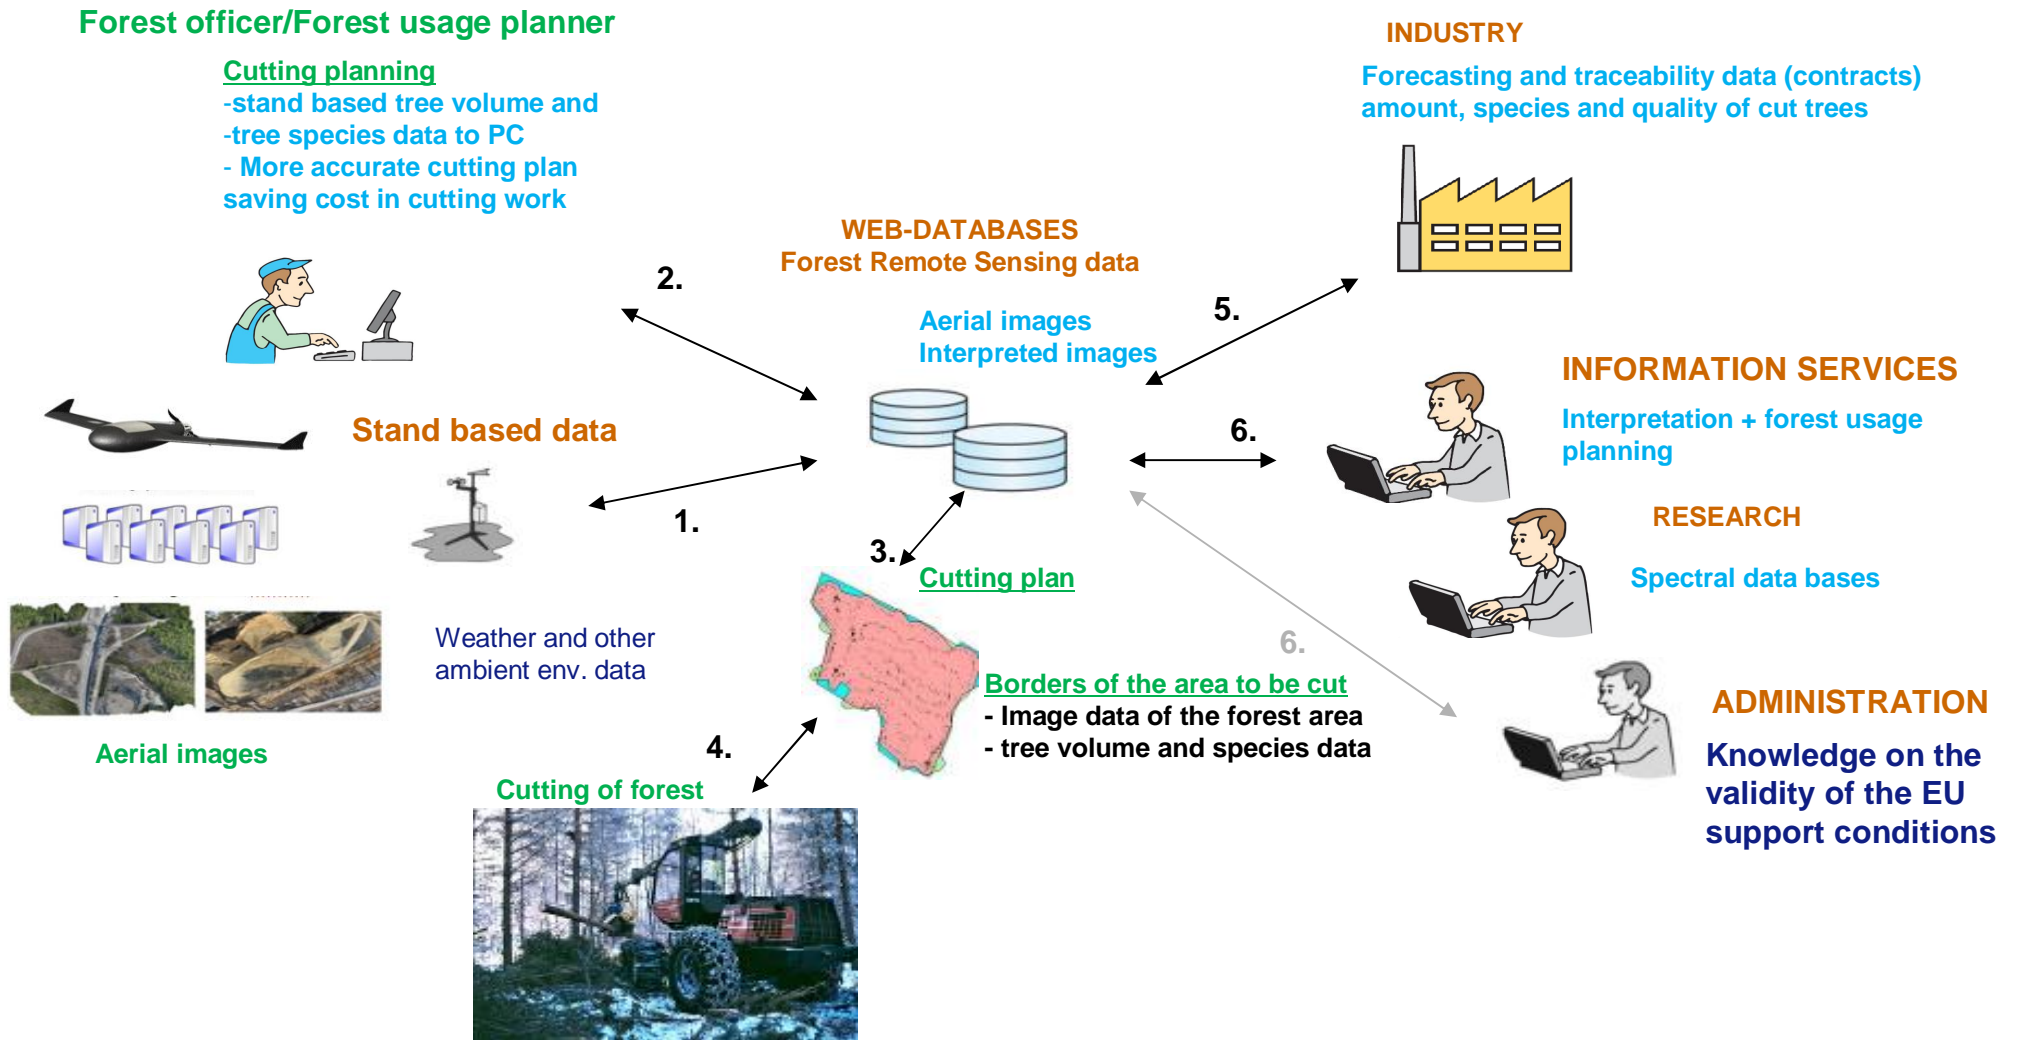 Forest officer/Forest usage planner
Cutting planning
-stand based tree volume and
-tree species data to PC
- More accurate cutting plan
saving cost in cutting work
INDUSTRY
Forecasting and traceability data (contracts)
amount, species and quality of cut trees
WEB-DATABASES
Forest Remote Sensing data
Aerial images
Interpreted images
2.
5.
INFORMATION SERVICES
Interpretation + forest usage
planning
6.
Stand based data
1.
RESEARCH
Spectral data bases
3.
Cutting plan
Weather and other
ambient env. data
6.
Borders of the area to be cut
- Image data of the forest area
- tree volume and species data
ADMINISTRATION
Knowledge on the
validity of the EU
support conditions
Aerial images
4.
Cutting of forest